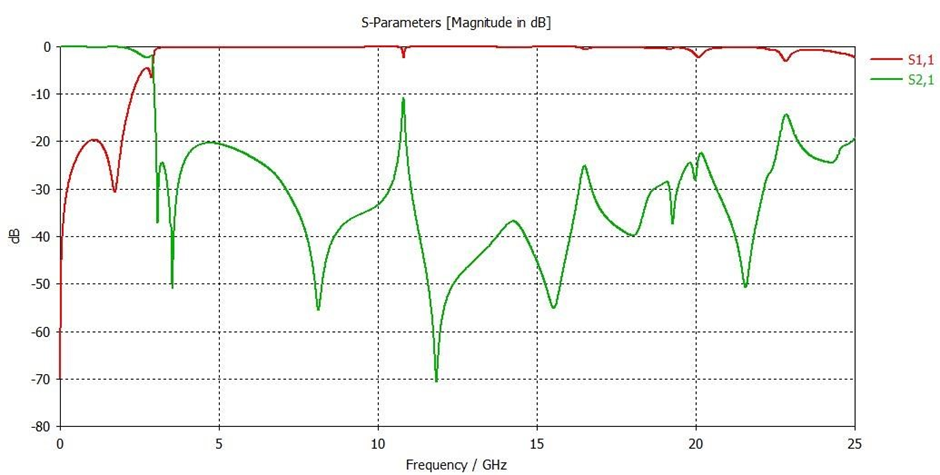 S-Parameters [Magnitude in dB]
0
-10
-20
-30
-40
-50
-60
-70
-80
dB
0 5 10 15 20 25
Frequency / GHz
S1,1
S2,1